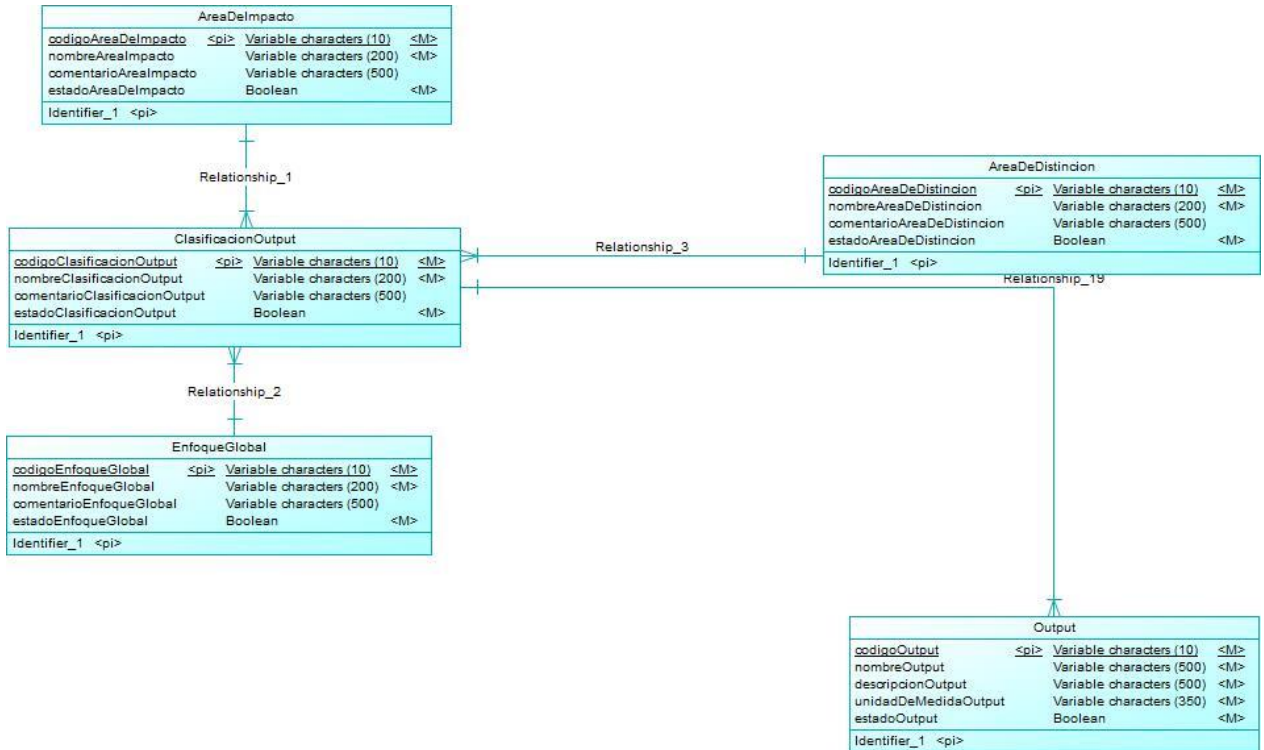 AreaDeImpacto
codigoAreaDeImpacto <pi> Variable characters (10) <M>
nombreAreaImpacto Variable characters (200) <M>
comentarioAreaImpacto Variable characters (500)
estadoAreaDeImpacto Boolean <M>
Identifier_1 <pi>
Relationship_1
AreaDeDistincion
codigoAreaDeDistincion <pi> Variable characters (10) <M>
nombreAreaDeDistincion Variable characters (200) <M>
comentarioAreaDeDistincion Variable characters (500)
estadoAreaDeDistincion Boolean <M>
Identifier_1 <pi>
ClasificacionOutput
codigoClasificacionOutput <pi> Variable characters (10) <M>
nombreClasificacionOutput Variable characters (200) <M>
comentarioClasificacionOutput Variable characters (500)
estadoClasificacionOutput Boolean <M>
Identifier_1 <pi>
Relationship_3
Relationship_19
Relationship_2
EnfoqueGlobal
codigoEnfoqueGlobal <pi> Variable characters (10) <M>
nombreEnfoqueGlobal Variable characters (200) <M>
comentarioEnfoqueGlobal Variable characters (500)
estadoEnfoqueGlobal Boolean <M>
Identifier_1 <pi>
Output
codigoOutput <pi> Variable characters (10) <M>
nombreOutput Variable characters (500) <M>
descripcionOutput Variable characters (500) <M>
unidadDeMedidaOutput Variable characters (350) <M>
estadoOutput Boolean <M>
Identifier_1 <pi>